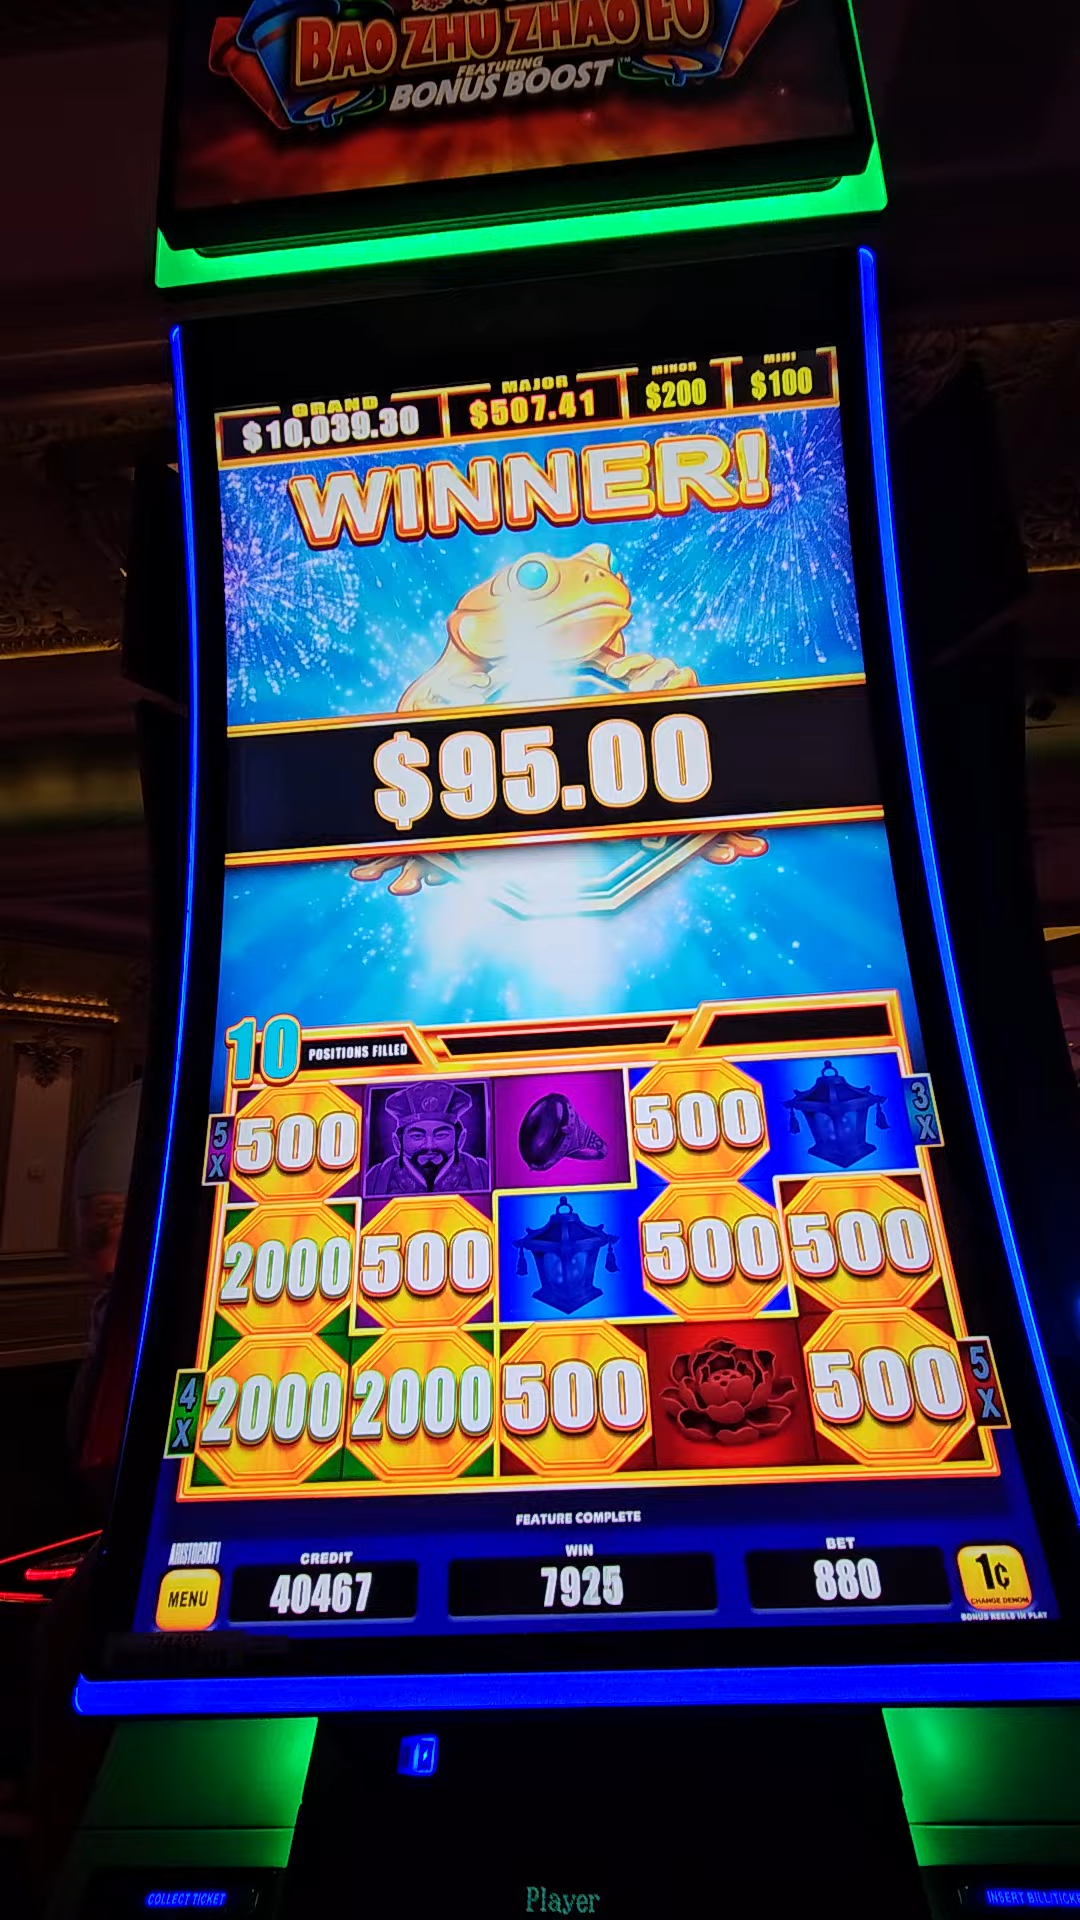 BAO ZHU ZHAO FU
FEATURING
BONUS BOOST™
GRAND
$10,039.30
MAJOR
$507.41
MINOR
$200
MINI
$100
WINNER!
$95.00
10 POSITIONS FILLED
5X
500
500
3X
2000
500
500
500
4X
2000
2000
500
500
5X
FEATURE COMPLETE
ARISTOCRAT
MENU
CREDIT
40467
WIN
7925
BET
880
1¢
CHANGE DENOM
BONUS REELS IN PLAY
COLLECT TICKET
Player
INSERT BILL/TICKE